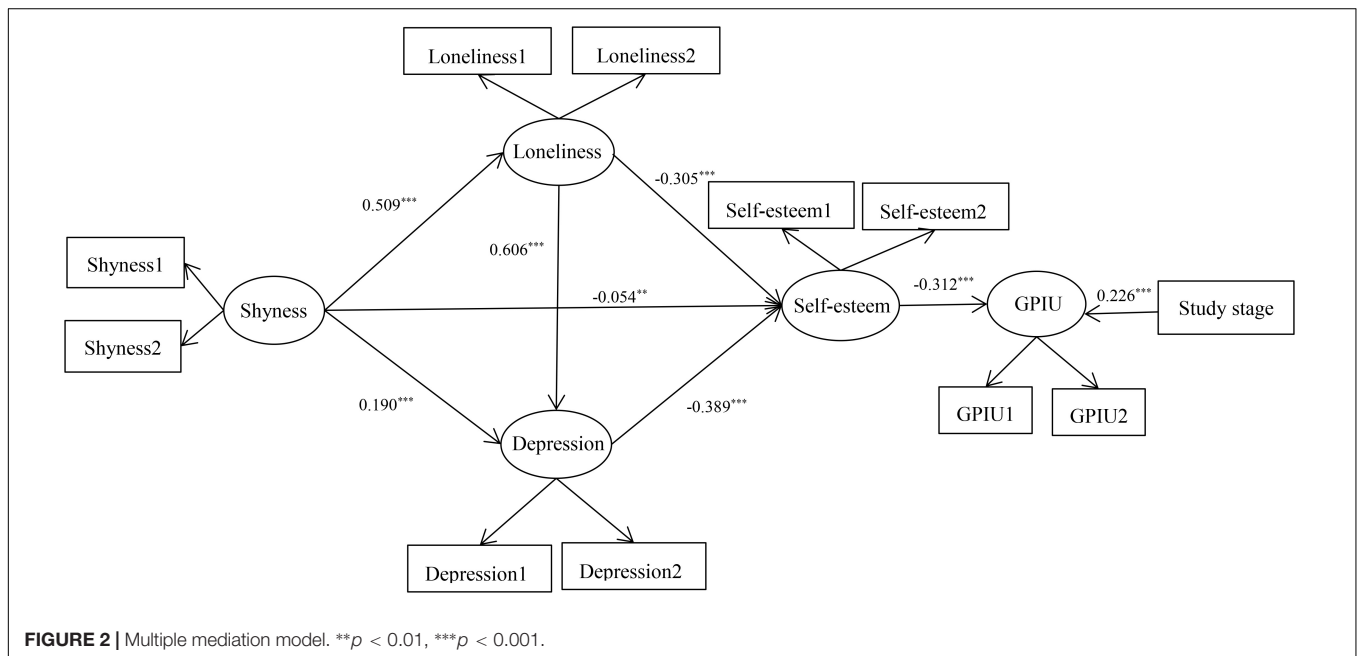 Loneliness1
Loneliness2
Loneliness
-0.305***
Self-esteem1
Self-esteem2
0.509***
0.606***
Shyness1
Shyness2
Shyness
-0.054**
Self-esteem
-0.312***
GPIU
0.226***
Study stage
0.190***
-0.389***
GPIU1
GPIU2
Depression
Depression1
Depression2
FIGURE 2 | Multiple mediation model. **p < 0.01, ***p < 0.001.